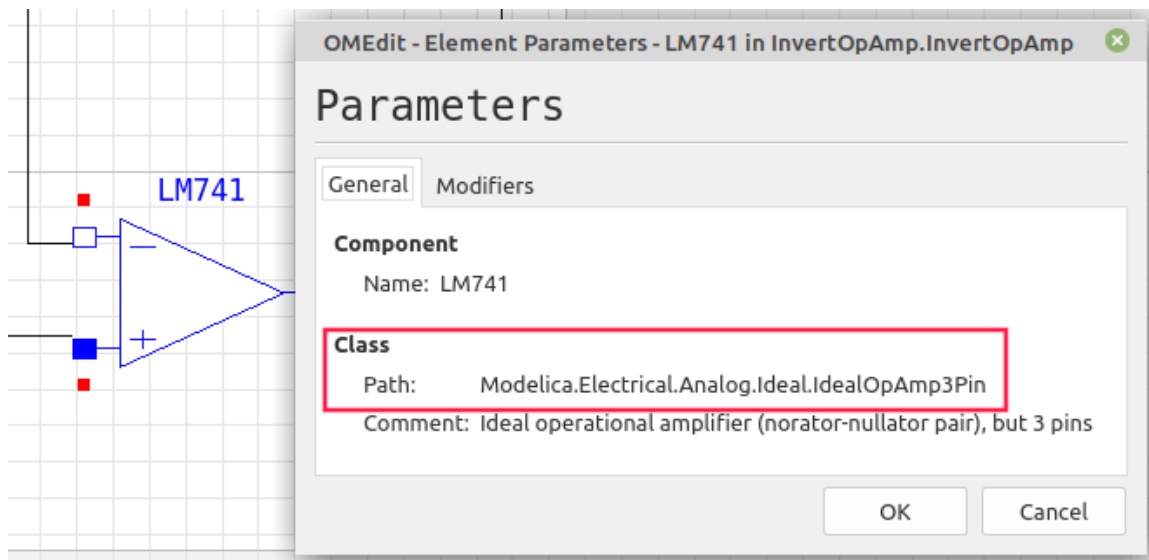 OMEdit - Element Parameters - LM741 in InvertOpAmp.InvertOpAmp
Parameters
General Modifiers
LM741
Component
Name: LM741
Class
Path: Modelica.Electrical.Analog.Ideal.IdealOpAmp3Pin
Comment: Ideal operational amplifier (norator-nullator pair), but 3 pins
OK Cancel